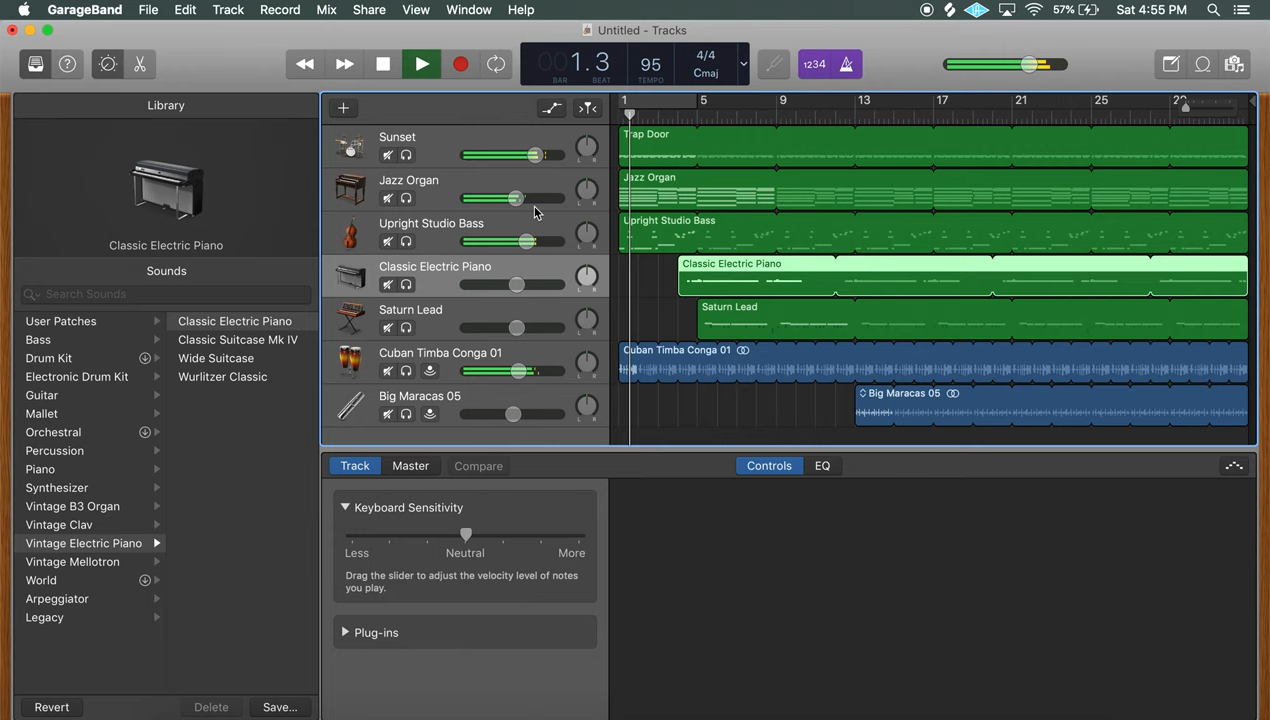 GarageBand File Edit Track Record Mix Share View Window Help 57% Sat 4:55 PM
Untitled - Tracks
001.3 95 4/4 Cmaj 1234
BAR BEAT TEMPO
Library
Classic Electric Piano
Sounds
Search Sounds
User Patches
Bass
Drum Kit
Electronic Drum Kit
Guitar
Mallet
Orchestral
Percussion
Piano
Synthesizer
Vintage B3 Organ
Vintage Clav
Vintage Electric Piano
Vintage Mellotron
World
Arpeggiator
Legacy
Classic Electric Piano
Classic Suitcase Mk IV
Wide Suitcase
Wurlitzer Classic
Revert Delete Save...
1 5 9 13 17 21 25
Sunset
L R
Jazz Organ
L R
Upright Studio Bass
L R
Classic Electric Piano
L R
Saturn Lead
L R
Cuban Timba Conga 01
L R
Big Maracas 05
L R
Trap Door
Jazz Organ
Upright Studio Bass
Classic Electric Piano
Saturn Lead
Cuban Timba Conga 01
Big Maracas 05
Track Master Compare Controls EQ
Keyboard Sensitivity
Less Neutral More
Drag the slider to adjust the velocity level of notes
you play.
Plug-ins